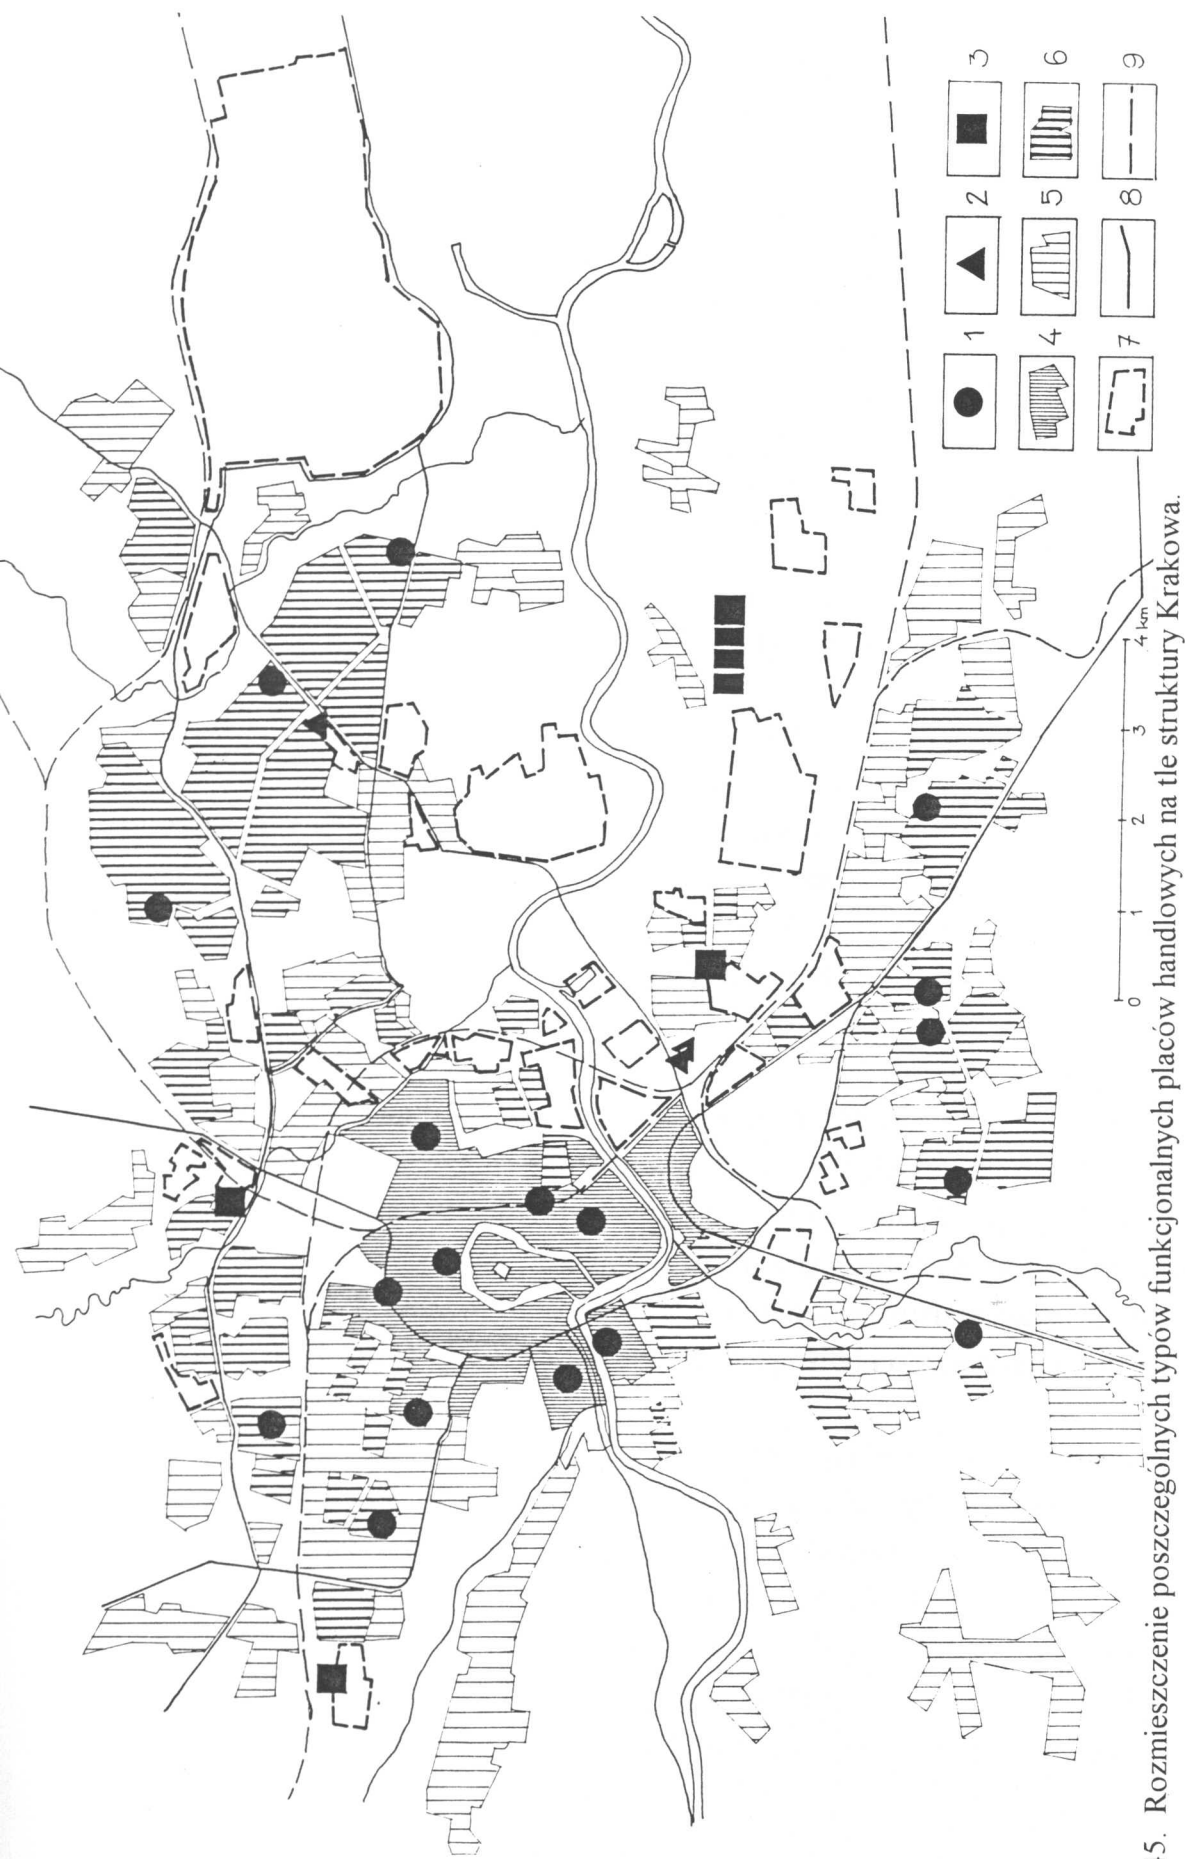 1 2 3
4 5 6
7 8 9
0 1 2 3 4 km
5. Rozmieszczenie poszczególnych typów funkcjonalnych placów handlowych na tle struktury Krakowa.